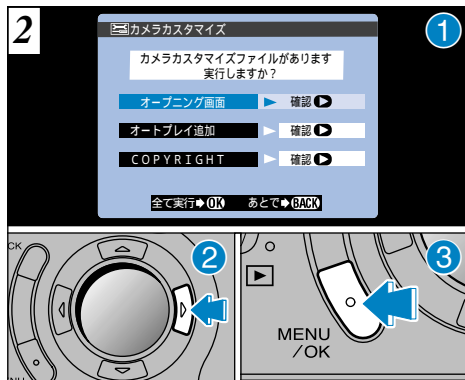 2
1
カメラカスタマイズ
カメラカスタマイズファイルがあります
実行しますか?
オープニング画面 確認
オートプレイ追加 確認
COPYRIGHT 確認
全て実行 OK あとで BACK
2
CK
NU
3
MENU
/OK